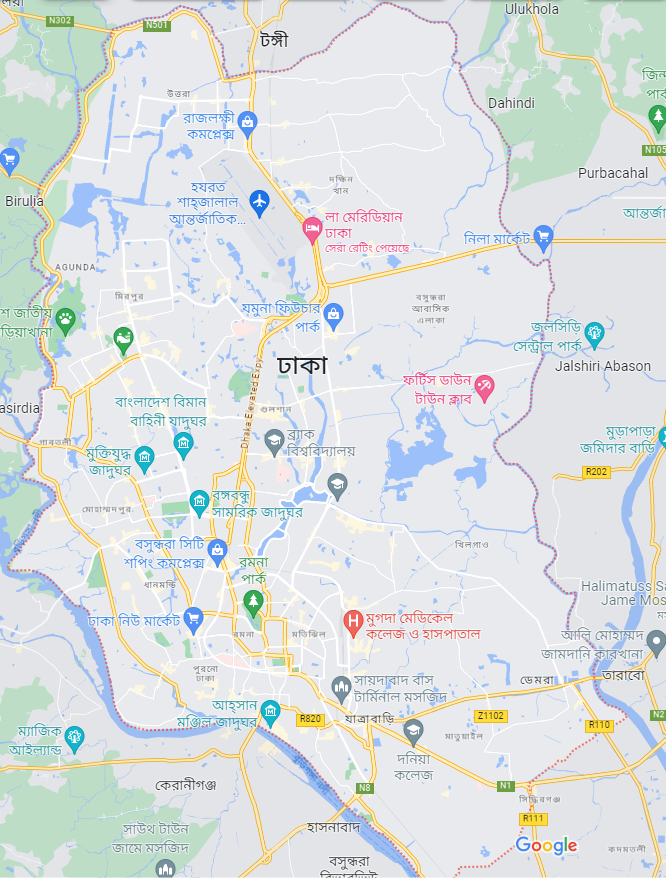 N302
N501
Ulukhola
টঙ্গী
উত্তরা
Dahindi
রাজলক্ষী
কমপ্লেক্স
N105
Purbacahal
দক্ষিন
খান
হযরত
শাহজালাল
আন্তর্জাতিক...
Birulia
লা মেরিডিয়ান
ঢাকা
সেরা রেটিং পেয়েছে
আন্তর্জা
নিলা মার্কেট
AGUNDA
মিরপুর
বসুন্ধরা
আবাসিক
এলাকা
যমুনা ফিউচার
পার্ক
শ জাতীয়
ড়িয়াখানা
জলসিড়ি
সেন্ট্রাল পার্ক
Jalshiri Abason
ঢাকা
Dhaka Elevated Expy
ফর্টিস ডাউন
টাউন ক্লাব
asirdia
বাংলাদেশ বিমান
বাহিনী যাদুঘর
গুলশান
গাবতলী
ব্র্যাক
বিশ্ববিদ্যালয়
মুড়াপাড়া
জমিদার বাড়ি
মুক্তিযুদ্ধ
জাদুঘর
R202
বঙ্গবন্ধু
সামরিক জাদুঘর
মোহাম্মদপুর
বসুন্ধরা সিটি
শপিং কমপ্লেক্স
খিলগাও
রমনা
পার্ক
ধানমন্ডি
Halimatuss Sa
Jame Mos
ঢাকা নিউ মার্কেট
মুগদা মেডিকেল
কলেজ ও হাসপাতাল
রমনা
মতিঝিল
আলি মোহাম্মদ
জামদানি কারখানা
পুরনো
ঢাকা
সায়দাবাদ বাঁস
টার্মিনাল মসজিদ
ডেমরা
তারাবো
আহসান
মঞ্জিল জাদুঘর
R820
যাত্রাবাড়ি
Z1102
N2
R110
ম্যাজিক
আইল্যান্ড
মাতুয়াইল
দনিয়া
কলেজ
কেরানীগঞ্জ
N8
N1
সিদ্ধিরগঞ্জ
R111
হাসনাবাদ
সাউথ টাউন
জামে মসজিদ
Google
কদমতলী
বসুন্ধরা